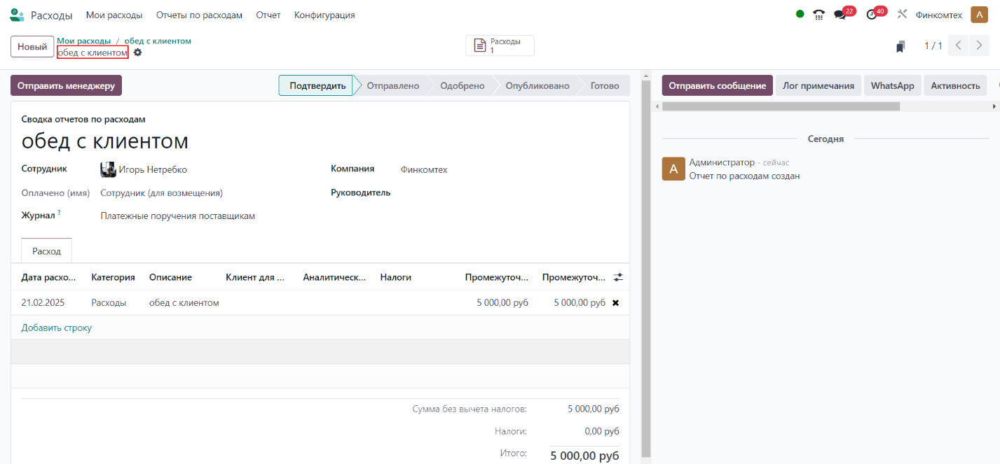 Расходы Мои расходы Отчеты по расходам Отчет Конфигурация 22 40 Финкомтех А
Новый Мои расходы / обед с клиентом Расходы 1 / 1
обед с клиентом 1
Отправить менеджеру Подтвердить Отправлено Одобрено Опубликовано Готово Отправить сообщение Лог примечания WhatsApp Активность
Сводка отчетов по расходам
обед с клиентом
Сегодня
Сотрудник Игорь Нетребко Компания Финкомтех
А Администратор - сейчас
Отчет по расходам создан
Оплачено (имя) Сотрудник (для возмещения) Руководитель
Журнал ? Платежные поручения поставщикам
Расход
Дата расхо... Категория Описание Клиент для ... Аналитическ... Налоги Промежуточ... Промежуточ...
21.02.2025 Расходы обед с клиентом 5 000,00 руб 5 000,00 руб
Добавить строку
Сумма без вычета налогов: 5 000,00 руб
Налоги: 0,00 руб
Итого: 5 000,00 руб